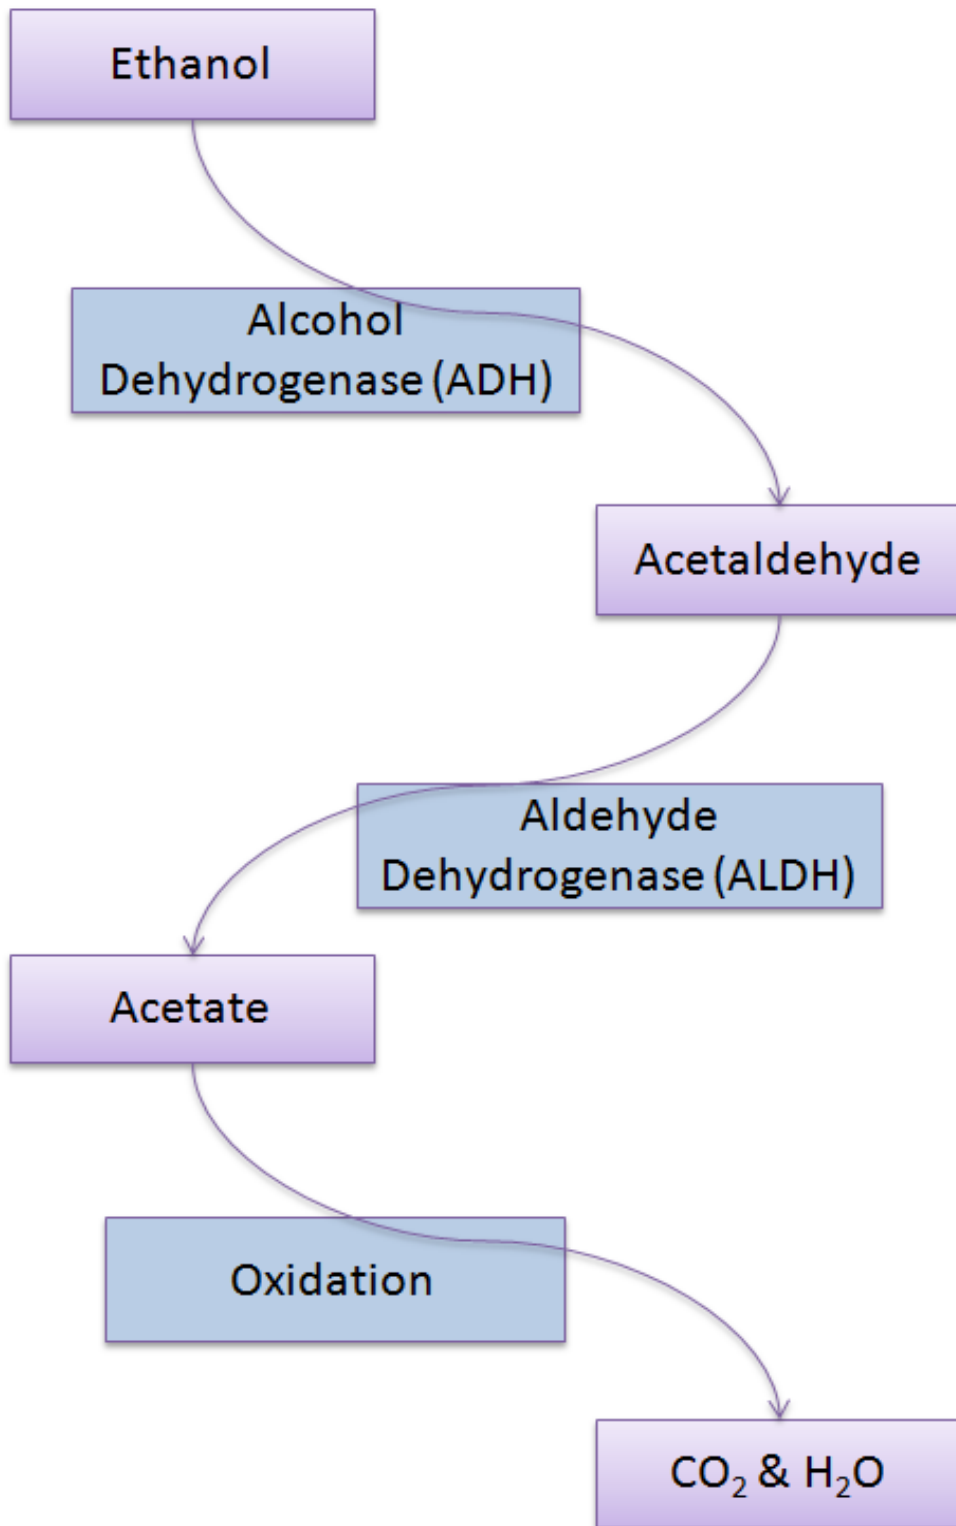 Ethanol
Alcohol
Dehydrogenase (ADH)
Acetaldehyde
Aldehyde
Dehydrogenase (ALDH)
Acetate
Oxidation
CO₂ & H₂O